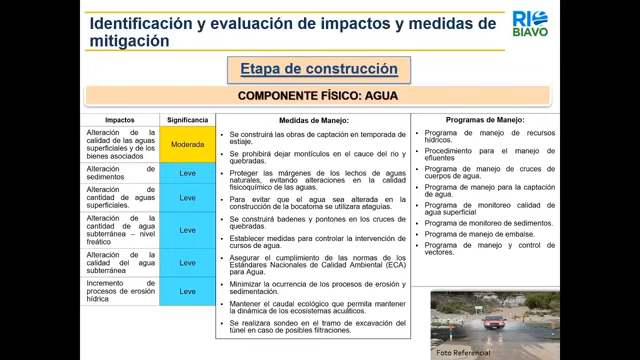 Identificación y evaluación de impactos y medidas de
mitigación
RIO
BIAVO
Etapa de construcción
COMPONENTE FÍSICO: AGUA
Impactos
Significancia
Alteración de la
calidad de las aguas
superficiales y de los
bienes asociados
Moderada
Alteración de
sedimentos
Leve
Alteración de
cantidad de aguas
superficiales.
Leve
Alteración de la
cantidad de agua
subterránea – nivel
freático
Leve
Alteración de la
calidad del agua
subterránea
Leve
Incremento de
procesos de erosión
hídrica
Leve
Medidas de Manejo:
• Se construirá las obras de captación en temporada de
estiaje.
• Se prohibirá dejar montículos en el cauce del rio y
quebradas.
• Proteger las márgenes de los lechos de aguas
naturales, evitando alteraciones en la calidad
fisicoquímico de las aguas.
• Para evitar que el agua sea alterada en la
construcción de la bocatoma se utilizara ataguías.
• Se construirá badenes y pontones en los cruces de
quebradas.
• Establecer medidas para controlar la intervención de
cursos de agua.
• Asegurar el cumplimiento de las normas de los
Estándares Nacionales de Calidad Ambiental (ECA)
para Agua.
• Minimizar la ocurrencia de los procesos de erosión y
sedimentación.
• Mantener el caudal ecológico que permita mantener
la dinámica de los ecosistemas acuáticos.
• Se realizara sondeo en el tramo de excavación del
túnel en caso de posibles filtraciones.
Programas de Manejo:
• Programa de manejo de recursos
hídricos.
• Procedimiento para el manejo de
efluentes
• Programa de manejo de cruces de
cuerpos de agua.
• Programa de manejo para la captación
de agua.
• Programa de monitoreo calidad de
agua superficial
• Programa de monitoreo de sedimentos.
• Programa de manejo de embalse.
• Programa de manejo y control de
vectores.
Foto Referencial